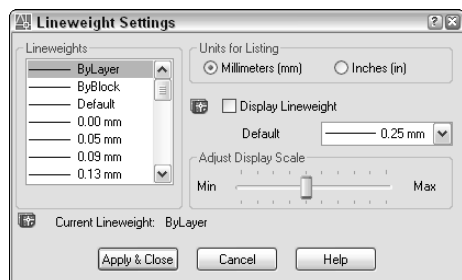 Lineweight Settings
Lineweights
ByLayer
ByBlock
Default
0.00 mm
0.05 mm
0.09 mm
0.13 mm
Units for Listing
Millimeters (mm)
Inches (in)
Display Lineweight
Default
0.25 mm
Adjust Display Scale
Min
Max
Current Lineweight: ByLayer
Apply & Close
Cancel
Help